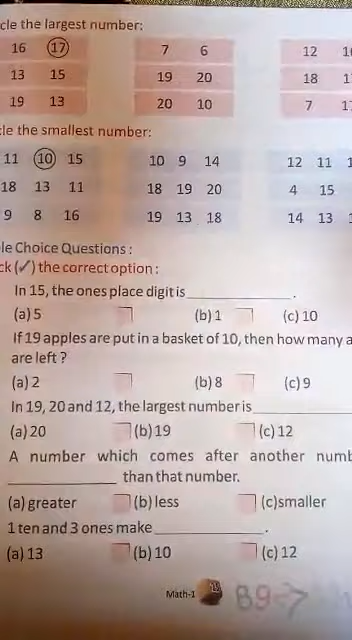 cle the largest number:
16 17 7 6 12
13 15 19 20 18
19 13 20 10 7
cle the smallest number:
11 10 15 10 9 14 12 11
18 13 11 18 19 20 4 15
9 8 16 19 13 18 14 13
le Choice Questions :
ck (✓) the correct option :
In 15, the ones place digit is ____________.
(a) 5 (b) 1 (c) 10
If 19 apples are put in a basket of 10, then how many a
are left ?
(a) 2 (b) 8 (c) 9
In 19, 20 and 12, the largest number is ____________
(a) 20 (b) 19 (c) 12
A number which comes after another numb
____________ than that number.
(a) greater (b) less (c) smaller
1 ten and 3 ones make ____________.
(a) 13 (b) 10 (c) 12
Math-1